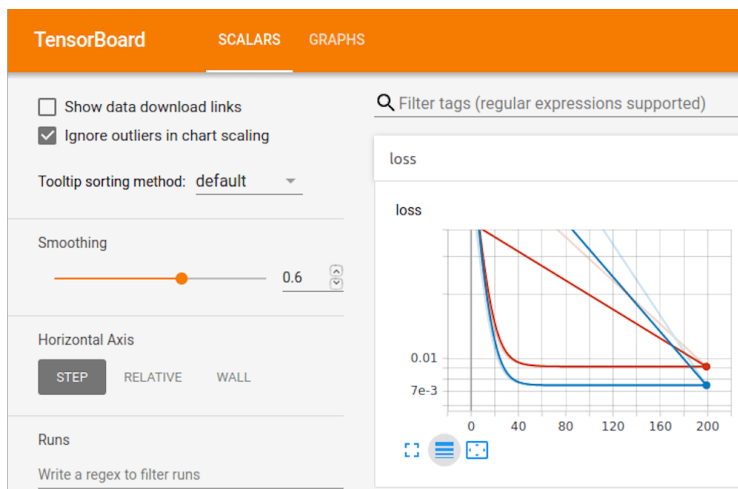 TensorBoard SCALARS GRAPHS
Show data download links
Ignore outliers in chart scaling
Tooltip sorting method: default
Smoothing
0.6
Horizontal Axis
STEP RELATIVE WALL
Runs
Write a regex to filter runs
Filter tags (regular expressions supported)
loss
loss
0.01
7e-3
0 40 80 120 160 200